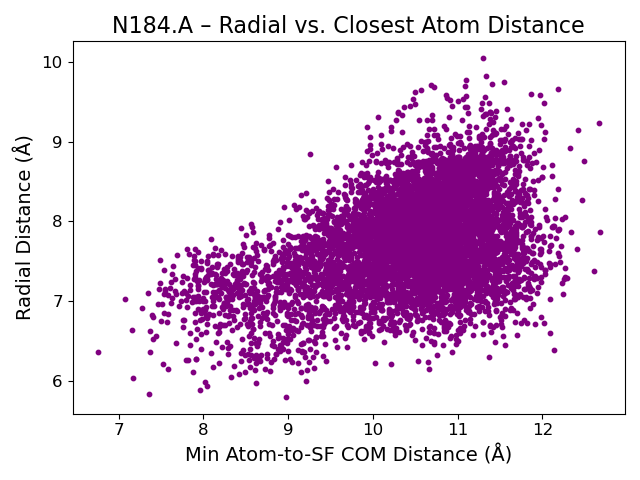 N184.A – Radial vs. Closest Atom Distance
10
9
8
7
6
Radial Distance (Å)
7 8 9 10 11 12
Min Atom-to-SF COM Distance (Å)